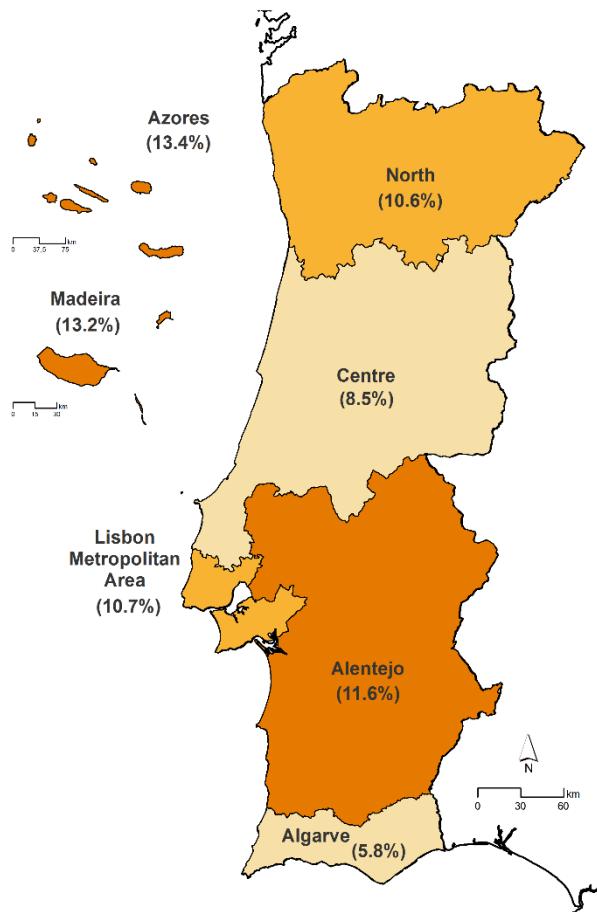 Azores
(13.4%)
North
(10.6%)
0 37,5 75
km
Madeira
(13.2%)
0 15 30
km
Centre
(8.5%)
Lisbon
Metropolitan
Area
(10.7%)
Alentejo
(11.6%)
N
km
0 30 60
Algarve
(5.8%)